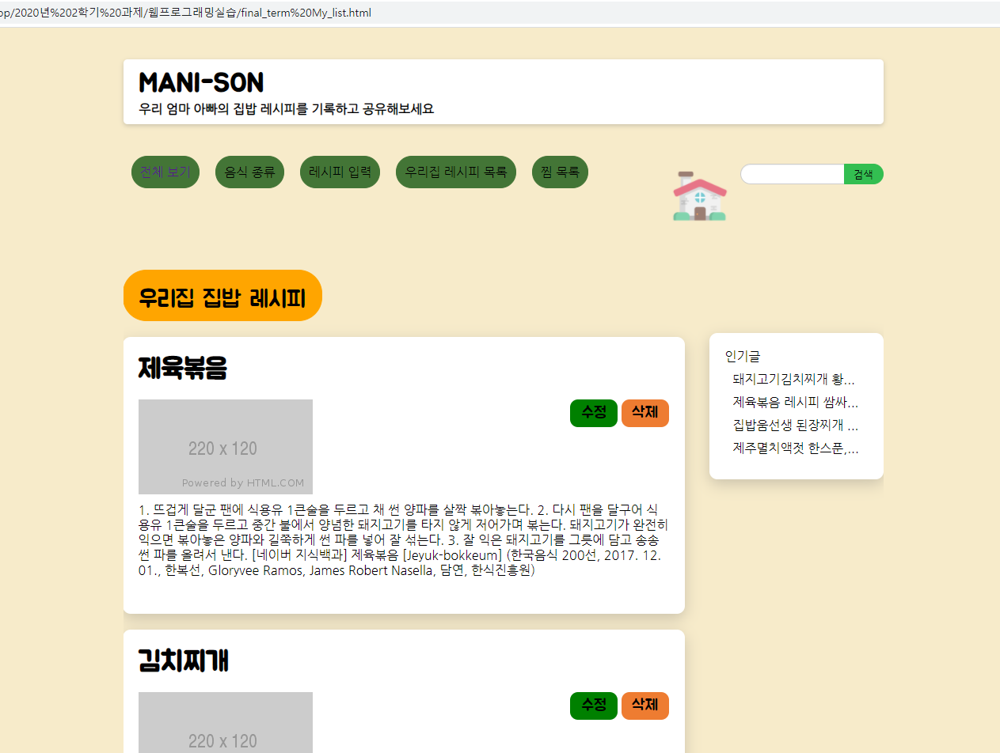 op/2020년%202학기%20과제/웹프로그래밍실습/final_term%20My_list.html
MANI-SON
우리 엄마 아빠의 집밥 레시피를 기록하고 공유해보세요
전체 보기 음식 종류 레시피 입력 우리집 레시피 목록 찜 목록 검색
우리집 집밥 레시피
제육볶음
수정 삭제
220 x 120
Powered by HTML.COM
1. 뜨겁게 달군 팬에 식용유 1큰술을 두르고 채 썬 양파를 살짝 볶아놓는다. 2. 다시 팬을 달구어 식
용유 1큰술을 두르고 중간 불에서 양념한 돼지고기를 타지 않게 저어가며 볶는다. 돼지고기가 완전히
익으면 볶아놓은 양파와 길쭉하게 썬 파를 넣어 잘 섞는다. 3. 잘 익은 돼지고기를 그릇에 담고 송송
썬 파를 올려서 낸다. [네이버 지식백과] 제육볶음 [Jeyuk-bokkeum] (한국음식 200선, 2017. 12.
01., 한복선, Gloryvee Ramos, James Robert Nasella, 담연, 한식진흥원)
인기글
돼지고기김치찌개 황...
제육볶음 레시피 쌈싸...
집밥움선생 된장찌개 ...
제주멸치액젓 한스푼,...
김치찌개
수정 삭제
220 x 120